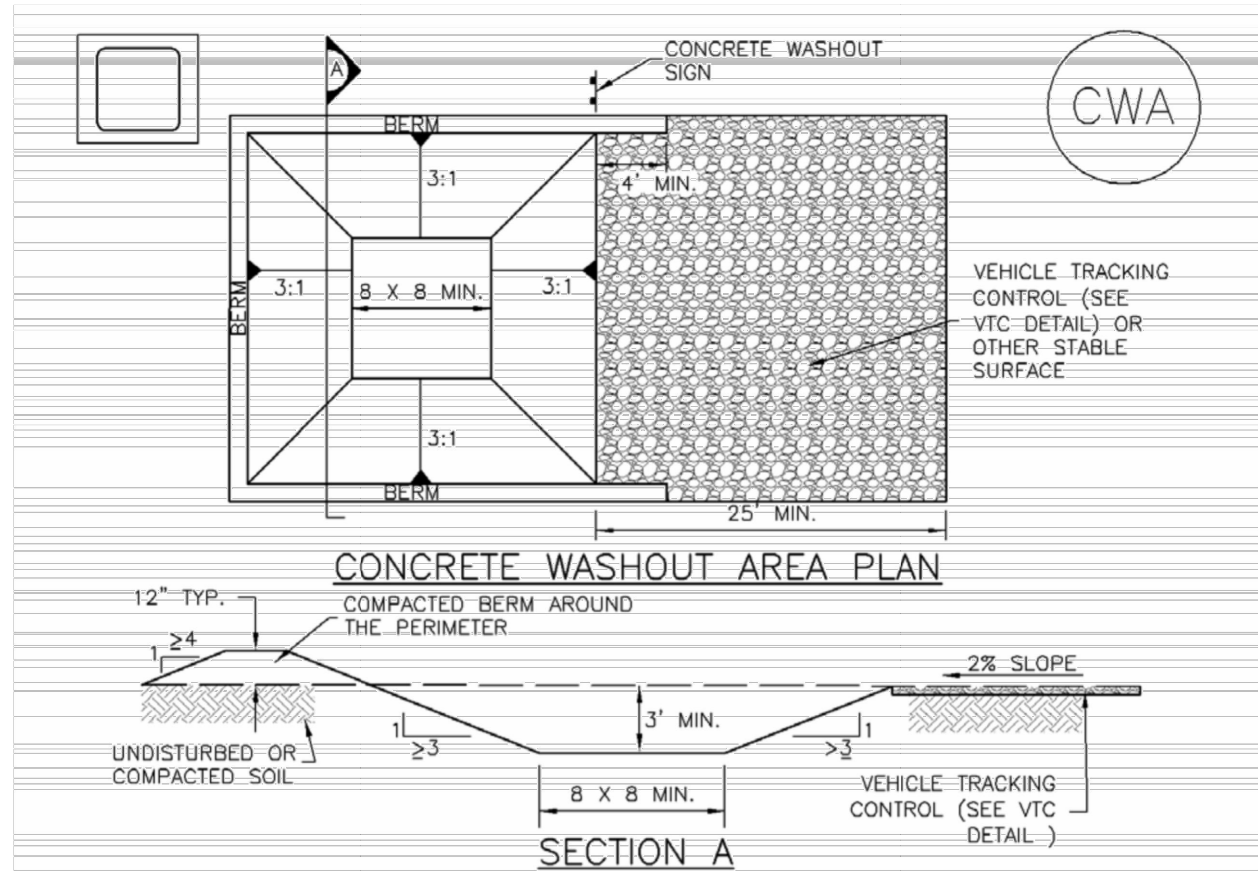 CONCRETE WASHOUT
SIGN
A
CWA
BERM
3:1
4' MIN.
BERM
3:1
8 X 8 MIN.
3:1
VEHICLE TRACKING
CONTROL (SEE
VTC DETAIL) OR
OTHER STABLE
SURFACE
3:1
BERM
25' MIN.
CONCRETE WASHOUT AREA PLAN
12" TYP.
COMPACTED BERM AROUND
THE PERIMETER
1
≥4
2% SLOPE
3' MIN.
1
≥3
1
>3
UNDISTURBED OR
COMPACTED SOIL
8 X 8 MIN.
VEHICLE TRACKING
CONTROL (SEE VTC
DETAIL )
SECTION A